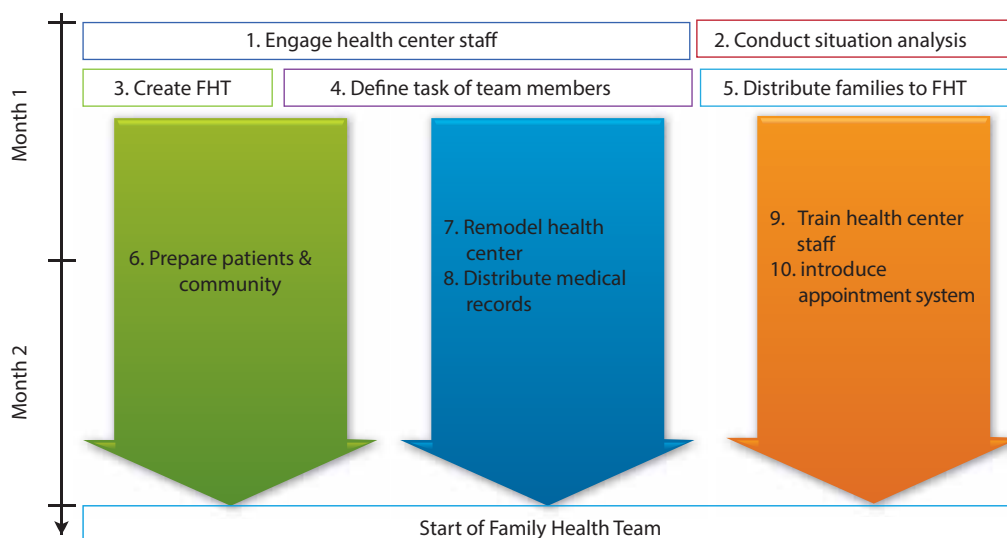 1. Engage health center staff
2. Conduct situation analysis
3. Create FHT
4. Define task of team members
5. Distribute families to FHT
Month 1
6. Prepare patients &
community
7. Remodel health
center
8. Distribute medical
records
9. Train health center
staff
10. introduce
appointment system
Month 2
Start of Family Health Team